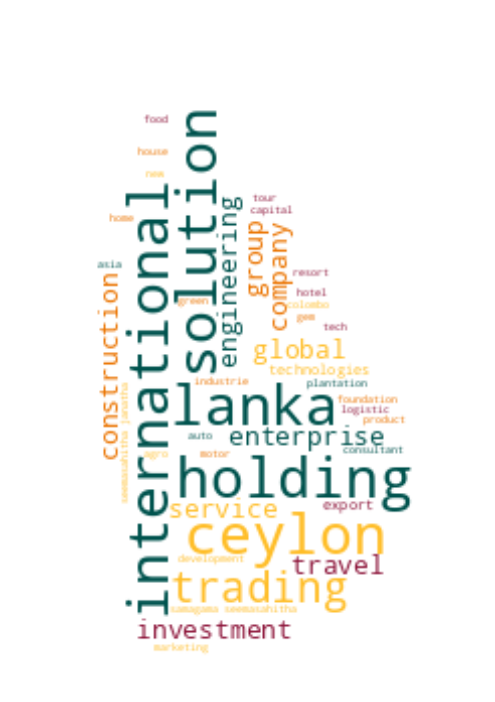 food
solution
house
new
international
engineering
tour
capital
home
group
company
asia
resort
construction
hotel
green
colombo
gem
tech
global
technologies
industrie
plantation
seemasahitha janatha
lanka
foundation
logistic
product
auto
enterprise
agro
motor
consultant
holding
export
service
ceylon
development
travel
trading
samagama seemasahitha
investment
marketing